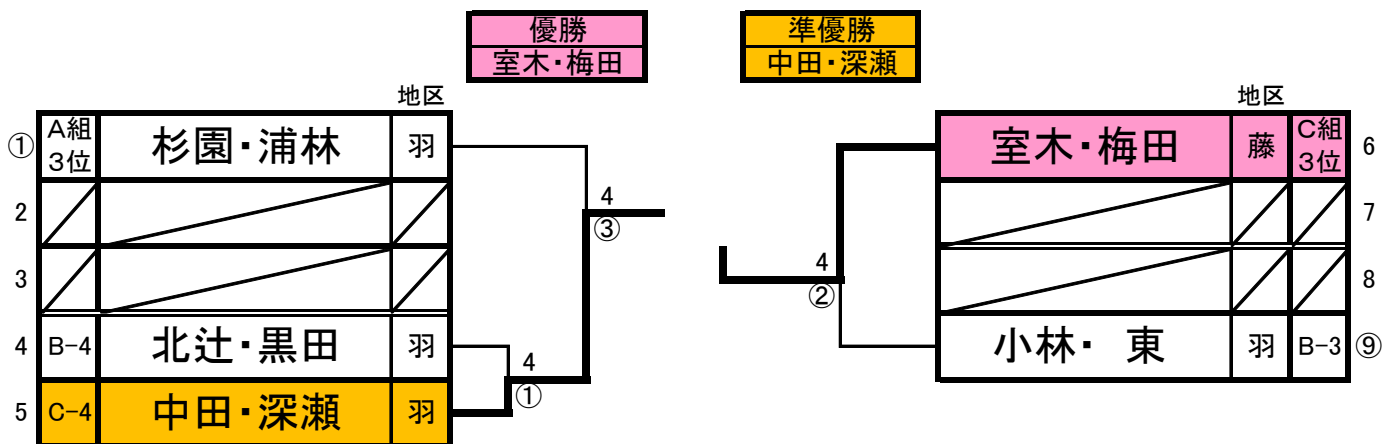 優勝
室木・梅田
準優勝
中田・深瀬
地区
① A組3位 杉園・浦林 羽
2
3
4 B-4 北辻・黒田 羽
5 C-4 中田・深瀬 羽
4
①
4
③
地区
室木・梅田 藤 C組3位 6
7
8
小林・ 東 羽 B-3 ⑨
4
②